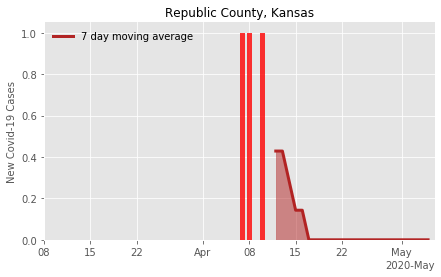 Republic County, Kansas
7 day moving average
New Covid-19 Cases
1.0
0.8
0.6
0.4
0.2
0.0
08 15 22 Apr 08 15 22 May
2020-May